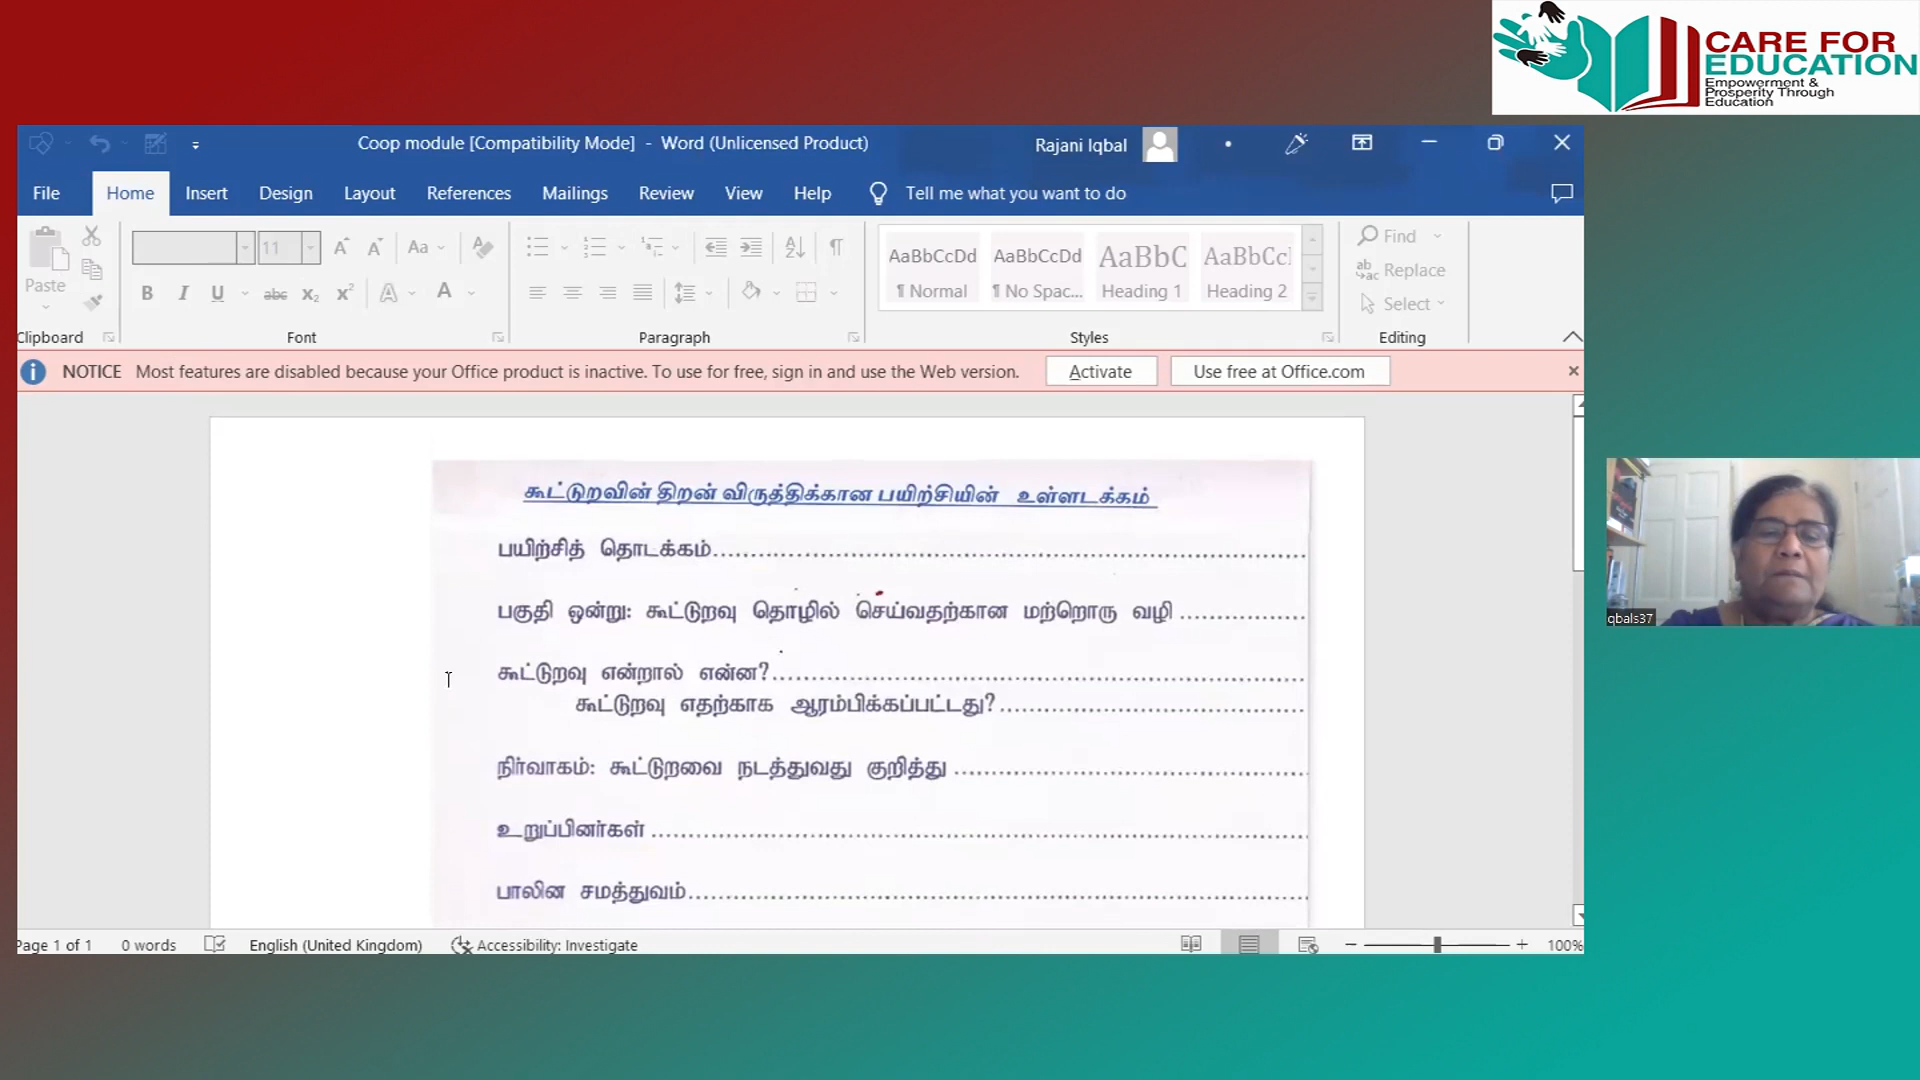 CARE FOR
EDUCATION
Empowerment &
Prosperity Through
Education
Coop module [Compatibility Mode] - Word (Unlicensed Product)
Rajani Iqbal
File Home Insert Design Layout References Mailings Review View Help Tell me what you want to do
11 Aa
Find
Replace
Paste
Select
AaBbCcDd AaBbCcDd AaBbC AaBbCcI
¶ Normal ¶ No Spac... Heading 1 Heading 2
Clipboard Font Paragraph Styles Editing
NOTICE Most features are disabled because your Office product is inactive. To use for free, sign in and use the Web version. Activate Use free at Office.com
கூட்டுறவின் திறன் விருத்திக்கான பயிற்சியின் உள்ளடக்கம்
பயிற்சித் தொடக்கம்
பகுதி ஒன்று: கூட்டுறவு தொழில் செய்வதற்கான மற்றொரு வழி
கூட்டுறவு என்றால் என்ன?
கூட்டுறவு எதற்காக ஆரம்பிக்கப்பட்டது?
நிர்வாகம்: கூட்டுறவை நடத்துவது குறித்து
உறுப்பினர்கள்
பாலின சமத்துவம்
qbals37
Page 1 of 1 0 words English (United Kingdom) Accessibility: Investigate 100%